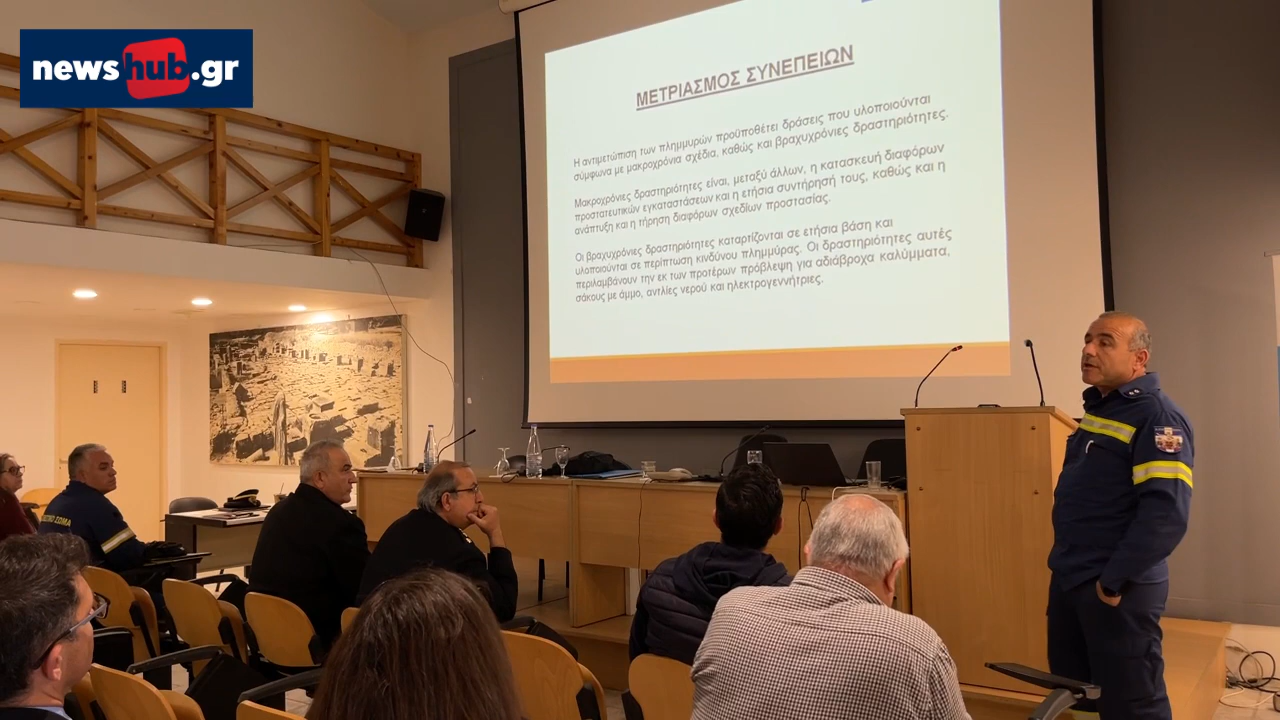 newshub.gr
ΜΕΤΡΙΑΣΜΟΣ ΣΥΝΕΠΕΙΩΝ
Η αντιμετώπιση των πλημμυρών προϋποθέτει δράσεις που υλοποιούνται
σύμφωνα με μακροχρόνια σχέδια, καθώς και βραχυχρόνιες δραστηριότητες.
Μακροχρόνιες δραστηριότητες είναι, μεταξύ άλλων, η κατασκευή διαφόρων
προστατευτικών εγκαταστάσεων και η ετήσια συντήρησή τους, καθώς και η
ανάπτυξη και η τήρηση διαφόρων σχεδίων προστασίας.
Οι βραχυχρόνιες δραστηριότητες καταρτίζονται σε ετήσια βάση και
υλοποιούνται σε περίπτωση κινδύνου πλημμύρας. Οι δραστηριότητες αυτές
περιλαμβάνουν την εκ των προτέρων πρόβλεψη για αδιάβροχα καλύμματα,
σάκους με άμμο, αντλίες νερού και ηλεκτρογεννήτριες.
ΣΩΜΑ